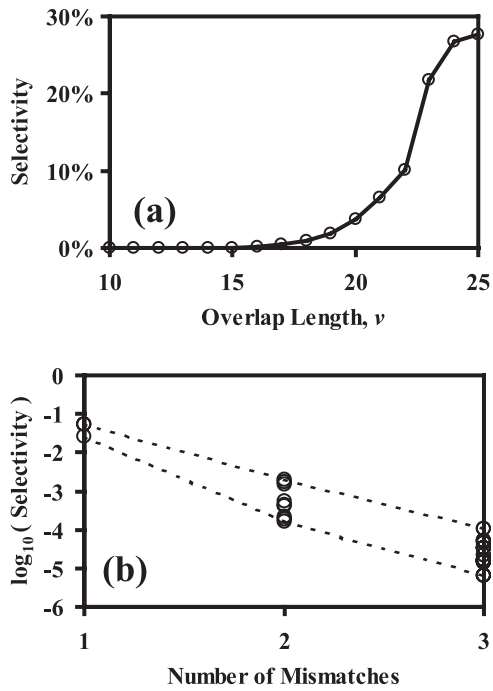 30%
20%
10%
0%
Selectivity
(a)
10 15 20 25
Overlap Length, v
0
-1
-2
-3
-4
-5
-6
log10 ( Selectivity )
(b)
1 2 3
Number of Mismatches